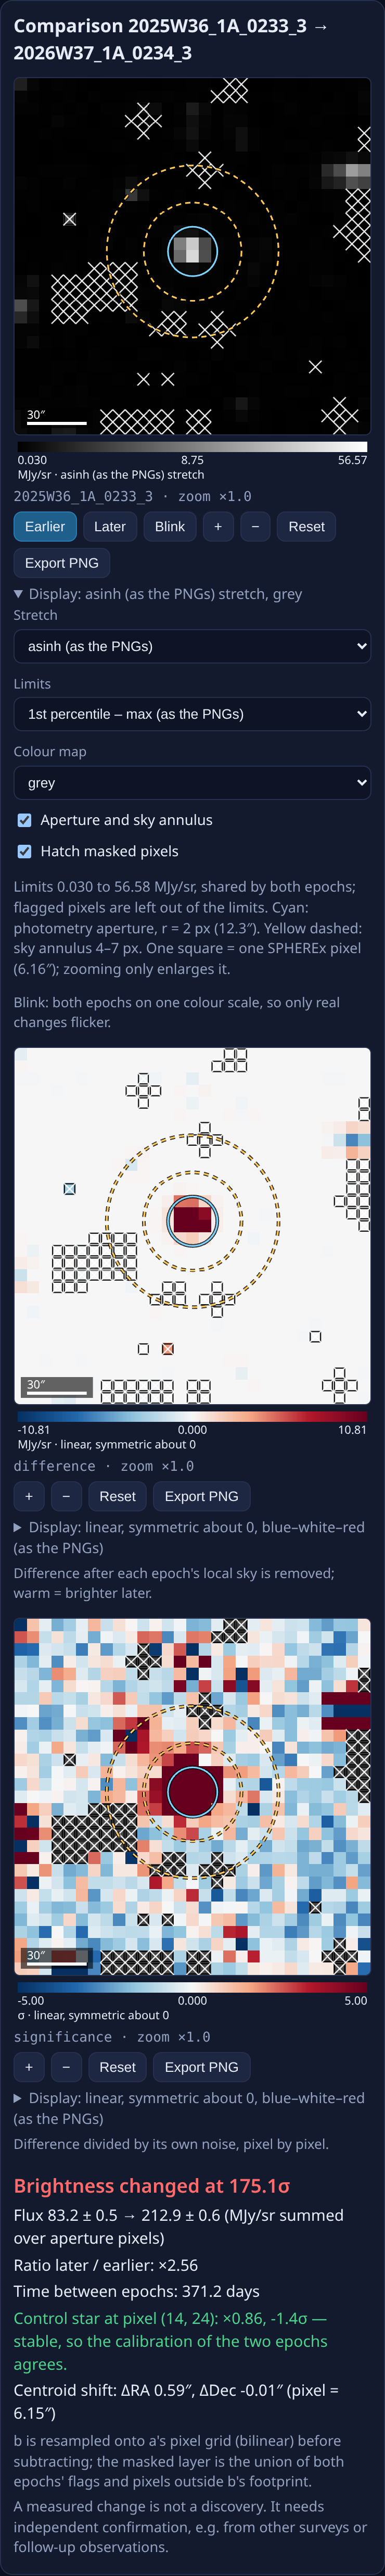 Comparison 2025W36_1A_0233_3 →
2026W37_1A_0234_3
30″
0.030 8.75 56.57
MJy/sr · asinh (as the PNGs) stretch
2025W36_1A_0233_3 · zoom ×1.0
Earlier Later Blink + − Reset
Export PNG
▼ Display: asinh (as the PNGs) stretch, grey
Stretch
asinh (as the PNGs)
Limits
1st percentile – max (as the PNGs)
Colour map
grey
Aperture and sky annulus
Hatch masked pixels
Limits 0.030 to 56.58 MJy/sr, shared by both epochs;
flagged pixels are left out of the limits. Cyan:
photometry aperture, r = 2 px (12.3″). Yellow dashed:
sky annulus 4–7 px. One square = one SPHEREx pixel
(6.16″); zooming only enlarges it.
Blink: both epochs on one colour scale, so only real
changes flicker.
30″
-10.81 0.000 10.81
MJy/sr · linear, symmetric about 0
difference · zoom ×1.0
+ − Reset Export PNG
▶ Display: linear, symmetric about 0, blue–white–red
(as the PNGs)
Difference after each epoch's local sky is removed;
warm = brighter later.
30″
-5.00 0.000 5.00
σ · linear, symmetric about 0
significance · zoom ×1.0
+ − Reset Export PNG
▶ Display: linear, symmetric about 0, blue–white–red
(as the PNGs)
Difference divided by its own noise, pixel by pixel.
Brightness changed at 175.1σ
Flux 83.2 ± 0.5 → 212.9 ± 0.6 (MJy/sr summed
over aperture pixels)
Ratio later / earlier: ×2.56
Time between epochs: 371.2 days
Control star at pixel (14, 24): ×0.86, -1.4σ —
stable, so the calibration of the two epochs
agrees.
Centroid shift: ΔRA 0.59″, ΔDec -0.01″ (pixel =
6.15″)
b is resampled onto a's pixel grid (bilinear) before
subtracting; the masked layer is the union of both
epochs' flags and pixels outside b's footprint.
A measured change is not a discovery. It needs
independent confirmation, e.g. from other surveys or
follow-up observations.